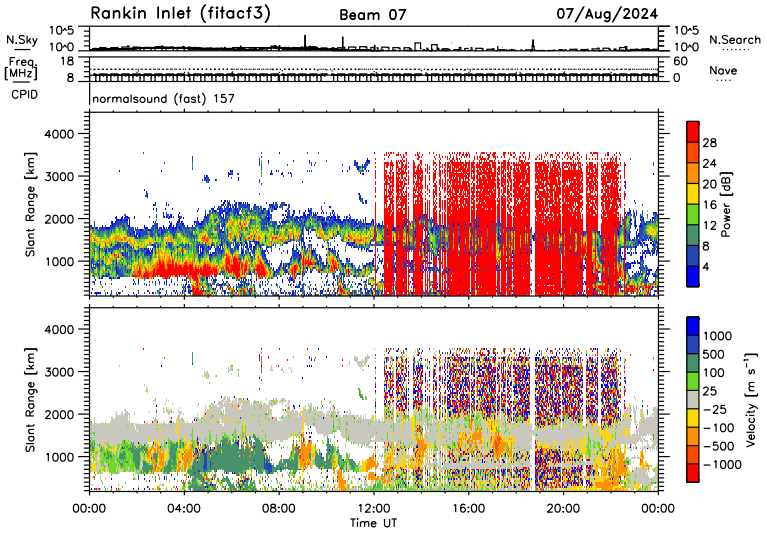 Rankin Inlet (fitacf3) Beam 07 07/Aug/2024
N.Sky 10^5 10^0 10^5 10^0 N.Search
Freq. [MHz] 18 8 60 0 Nave
CPID normalsound (fast) 157
Slant Range [km] 4000 3000 2000 1000
Power [dB] 28 24 20 16 12 8 4
Slant Range [km] 4000 3000 2000 1000
Velocity [m s^-1] 1000 500 100 25 -25 -100 -500 -1000
00:00 04:00 08:00 12:00 16:00 20:00 00:00
Time UT